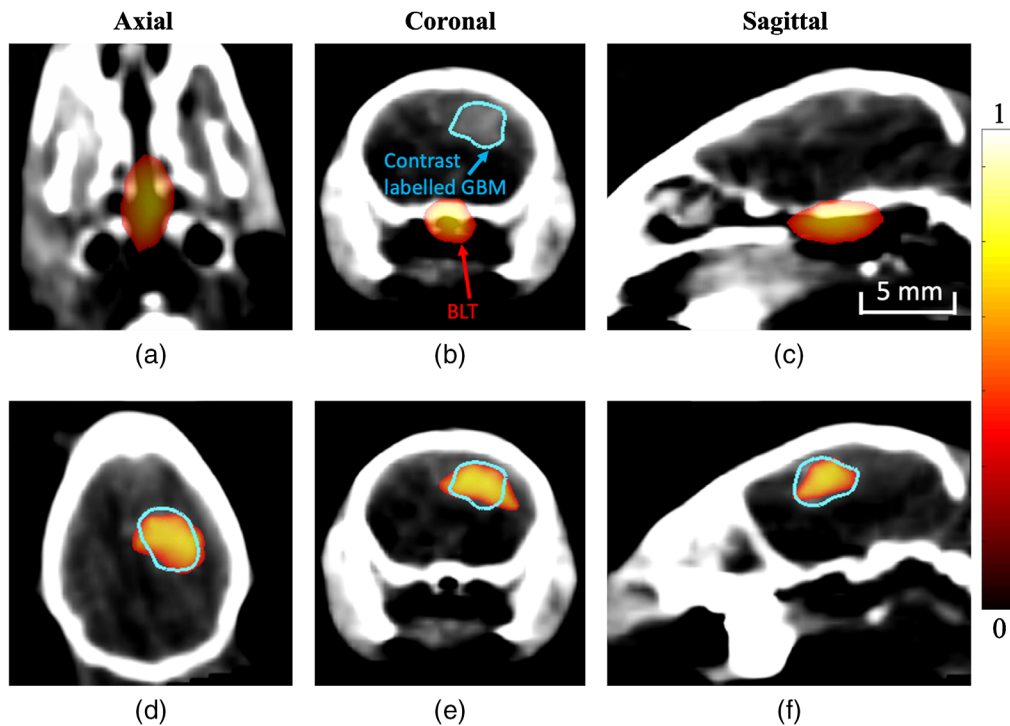 Axial
Coronal
Sagittal
1
Contrast
labelled GBM
BLT
5 mm
(a)
(b)
(c)
0
(d)
(e)
(f)